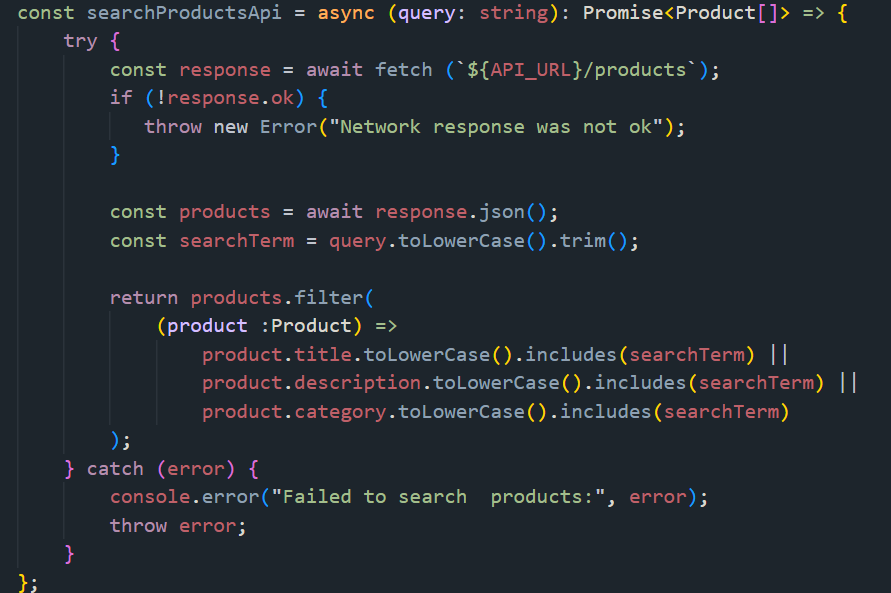 const searchProductsApi = async (query: string): Promise<Product[]> => {
try {
const response = await fetch (`${API_URL}/products`);
if (!response.ok) {
throw new Error("Network response was not ok");
}
const products = await response.json();
const searchTerm = query.toLowerCase().trim();
return products.filter(
(product :Product) =>
product.title.toLowerCase().includes(searchTerm) ||
product.description.toLowerCase().includes(searchTerm) ||
product.category.toLowerCase().includes(searchTerm)
);
} catch (error) {
console.error("Failed to search  products:", error);
throw error;
}
};